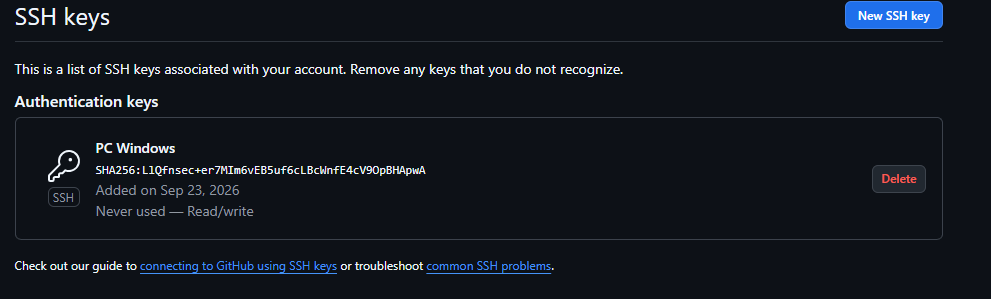 SSH keys
New SSH key
This is a list of SSH keys associated with your account. Remove any keys that you do not recognize.
Authentication keys
PC Windows
SHA256:LlQfnsec+er7MIm6vEB5uf6cLBcWnfE4cV9OpBHApwA
SSH
Added on Sep 23, 2026
Never used — Read/write
Delete
Check out our guide to connecting to GitHub using SSH keys or troubleshoot common SSH problems.